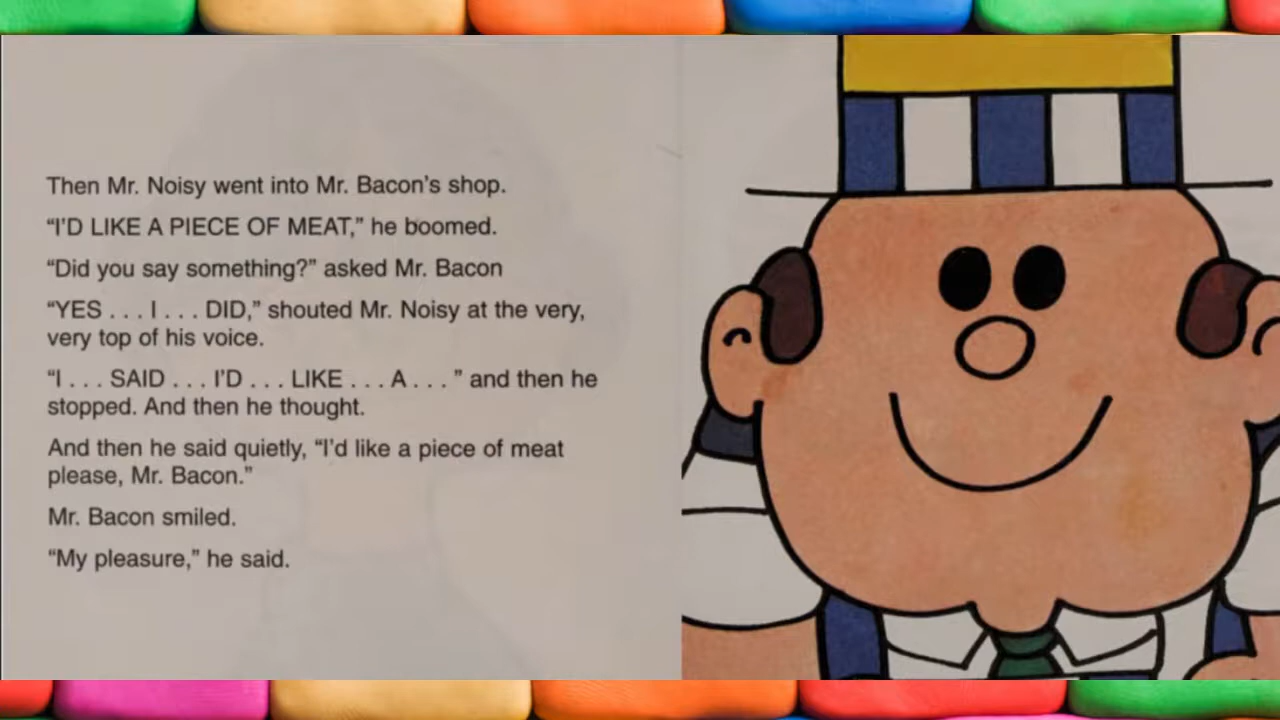 Then Mr. Noisy went into Mr. Bacon's shop.
“I'D LIKE A PIECE OF MEAT,” he boomed.
“Did you say something?” asked Mr. Bacon
“YES . . . I . . . DID,” shouted Mr. Noisy at the very,
very top of his voice.
“I . . . SAID . . . I'D . . . LIKE . . . A . . . ” and then he
stopped. And then he thought.
And then he said quietly, “I'd like a piece of meat
please, Mr. Bacon.”
Mr. Bacon smiled.
“My pleasure,” he said.